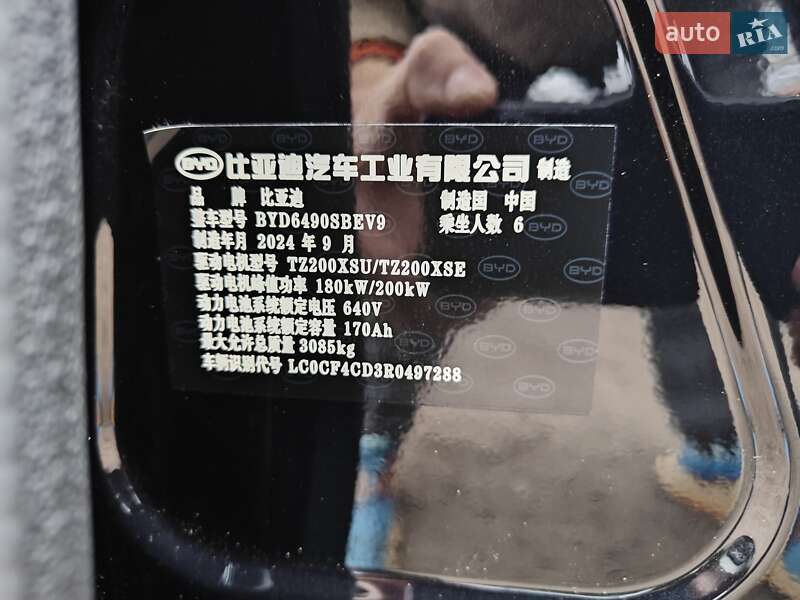 auto RIA .com
BYD 比亚迪汽车工业有限公司 制造
品 牌 比亚迪 制造国 中国
整车型号 BYD6490SBEV9 乘坐人数 6
制造年月 2024 年 9 月
驱动电机型号 TZ200XSU/TZ200XSE
驱动电机峰值功率 180kW/200kW
动力电池系统额定电压 640V
动力电池系统额定容量 170Ah
最大允许总质量 3085kg
车辆识别代号 LC0CF4CD3R0497288